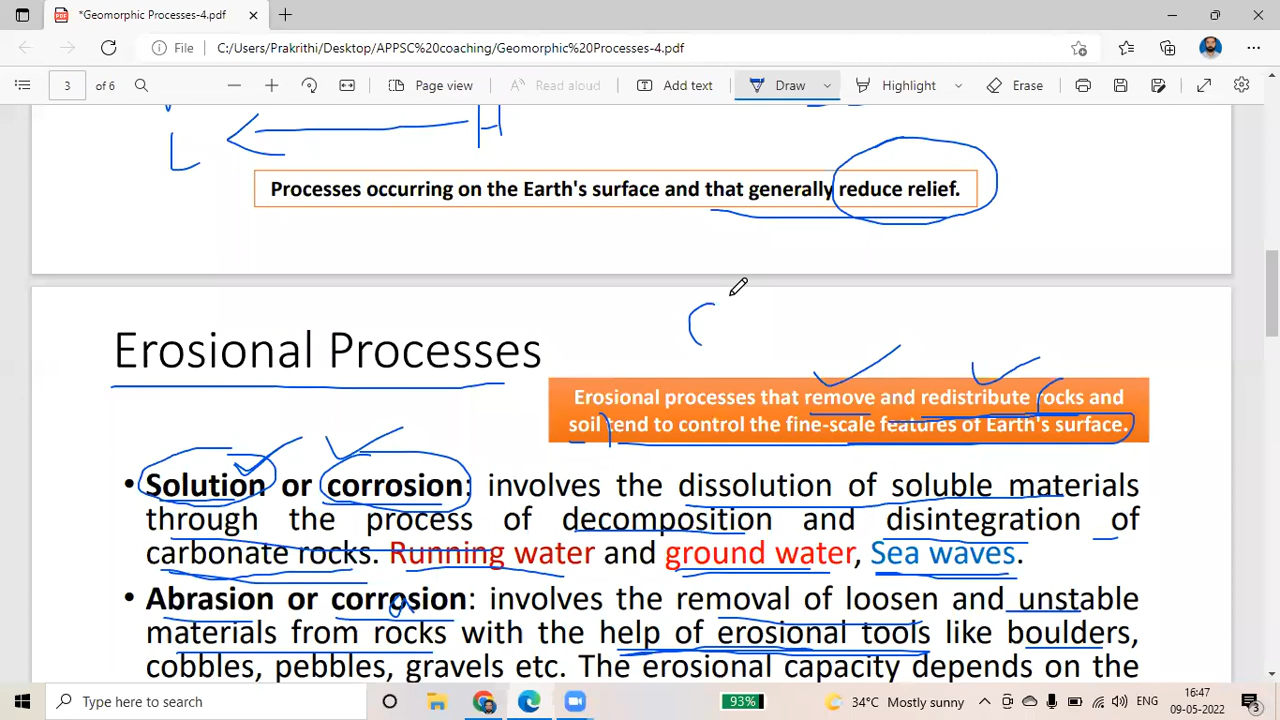 *Geomorphic Processes-4.pdf
File C:/Users/Prakrithi/Desktop/APPSC%20coaching/Geomorphic%20Processes-4.pdf
3 of 6 Page view Read aloud Add text Draw Highlight Erase
L H
Processes occurring on the Earth's surface and that generally reduce relief.
Erosional Processes
Erosional processes that remove and redistribute rocks and
soil tend to control the fine-scale features of Earth's surface.
• Solution or corrosion: involves the dissolution of soluble materials
through the process of decomposition and disintegration of
carbonate rocks. Running water and ground water, Sea waves.
• Abrasion or corrosion: involves the removal of loosen and unstable
materials from rocks with the help of erosional tools like boulders,
cobbles, pebbles, gravels etc. The erosional capacity depends on the
Type here to search
93%
34°C Mostly sunny
ENG
16:47
09-05-2022
3